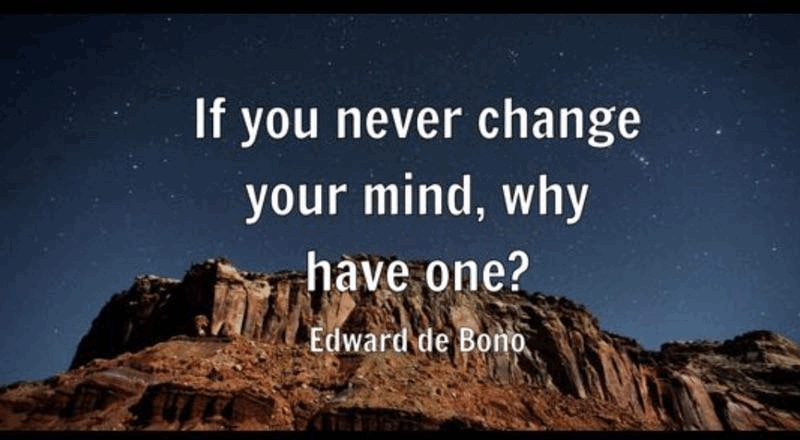 If you never change
your mind, why
have one?
Edward de Bono